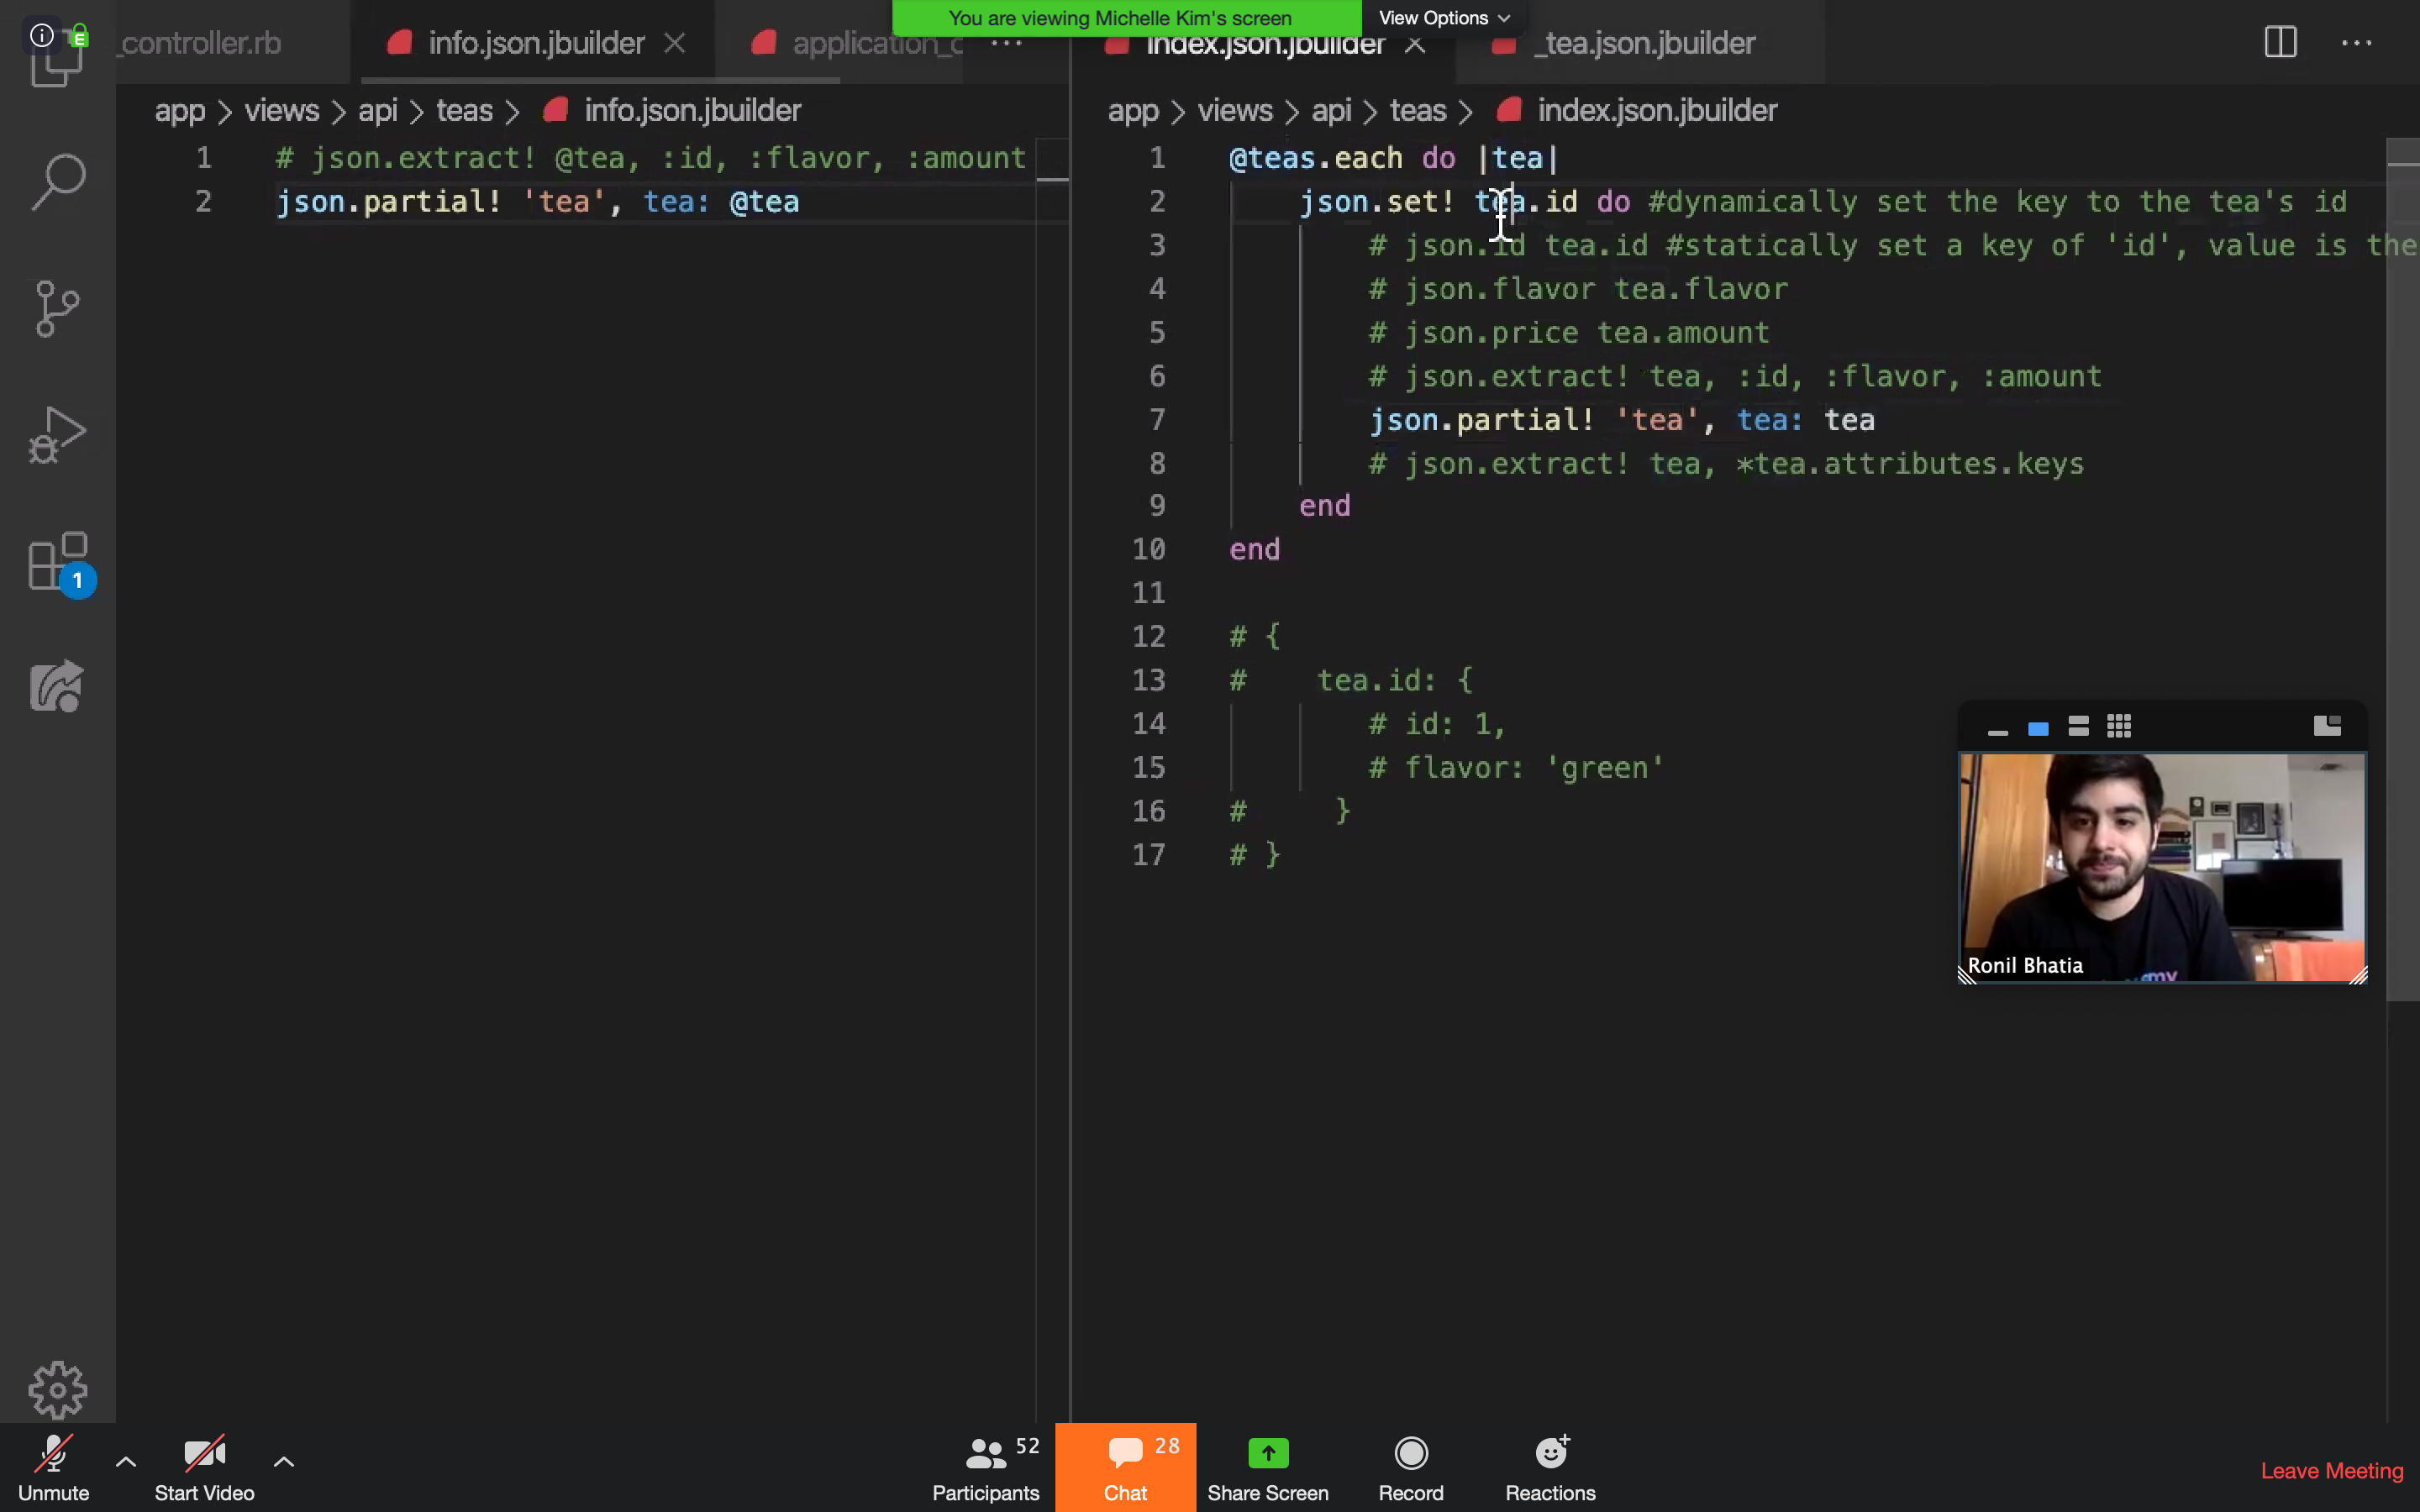 You are viewing Michelle Kim's screen
View Options
_controller.rb
info.json.jbuilder
application_c
index.json.jbuilder
_tea.json.jbuilder
app > views > api > teas > info.json.jbuilder
1 # json.extract! @tea, :id, :flavor, :amount
2 json.partial! 'tea', tea: @tea
app > views > api > teas > index.json.jbuilder
1 @teas.each do |tea|
2 json.set! tea.id do #dynamically set the key to the tea's id
3 # json.id tea.id #statically set a key of 'id', value is the
4 # json.flavor tea.flavor
5 # json.price tea.amount
6 # json.extract! tea, :id, :flavor, :amount
7 json.partial! 'tea', tea: tea
8 # json.extract! tea, *tea.attributes.keys
9 end
10 end
11
12 # {
13 # tea.id: {
14 # id: 1,
15 # flavor: 'green'
16 # }
17 # }
1
Ronil Bhatia
Unmute
Start Video
52
Participants
28
Chat
Share Screen
Record
Reactions
Leave Meeting